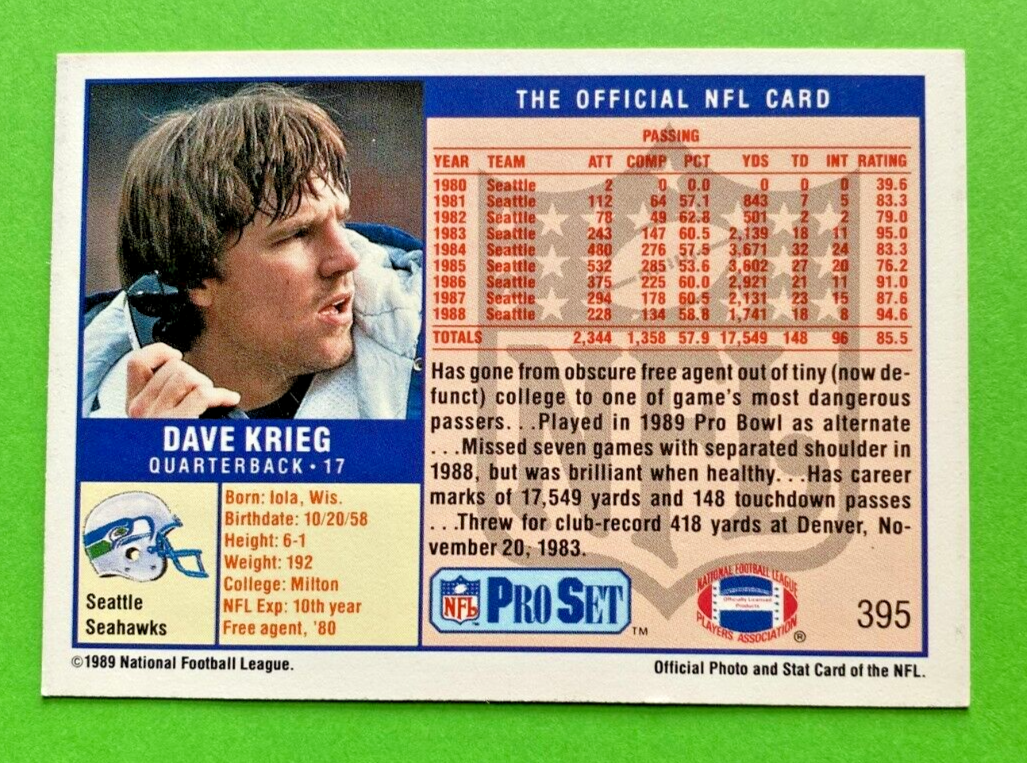 THE OFFICIAL NFL CARD
PASSING
YEAR TEAM ATT COMP PCT YDS TD INT RATING
1980 Seattle 2 0 0.0 0 0 0 39.6
1981 Seattle 112 64 57.1 843 7 5 83.3
1982 Seattle 78 49 62.8 501 2 2 79.0
1983 Seattle 243 147 60.5 2,139 18 11 95.0
1984 Seattle 480 276 57.5 3,671 32 24 83.3
1985 Seattle 532 285 53.6 3,602 27 20 76.2
1986 Seattle 375 225 60.0 2,921 21 11 91.0
1987 Seattle 294 178 60.5 2,131 23 15 87.6
1988 Seattle 228 134 58.8 1,741 18 8 94.6
TOTALS 2,344 1,358 57.9 17,549 148 96 85.5
Has gone from obscure free agent out of tiny (now de-
funct) college to one of game's most dangerous
passers. . .Played in 1989 Pro Bowl as alternate
. . .Missed seven games with separated shoulder in
1988, but was brilliant when healthy. . .Has career
marks of 17,549 yards and 148 touchdown passes
. . .Threw for club-record 418 yards at Denver, No-
vember 20, 1983.
DAVE KRIEG
QUARTERBACK • 17
Born: Iola, Wis.
Birthdate: 10/20/58
Height: 6-1
Weight: 192
College: Milton
NFL Exp: 10th year
Free agent, '80
Seattle
Seahawks
NFL PRO SET ™
NATIONAL FOOTBALL LEAGUE
Officially Licensed
Products
PLAYERS ASSOCIATION ®
395
©1989 National Football League.
Official Photo and Stat Card of the NFL.
NFL